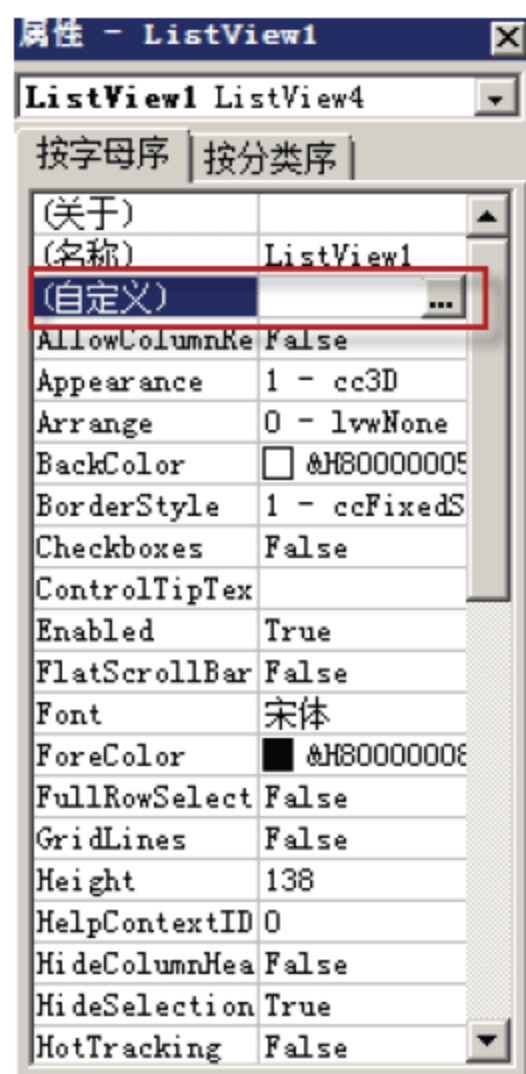 属性 - ListView1
ListView1 ListView4
按字母序 按分类序
(关于)
(名称) ListView1
(自定义) ...
AllowColumnRe False
Appearance 1 - cc3D
Arrange 0 - lvwNone
BackColor &H80000005
BorderStyle 1 - ccFixedS
Checkboxes False
ControlTipTex
Enabled True
FlatScrollBar False
Font 宋体
ForeColor &H80000008
FullRowSelect False
GridLines False
Height 138
HelpContextID 0
HideColumnHea False
HideSelection True
HotTracking False